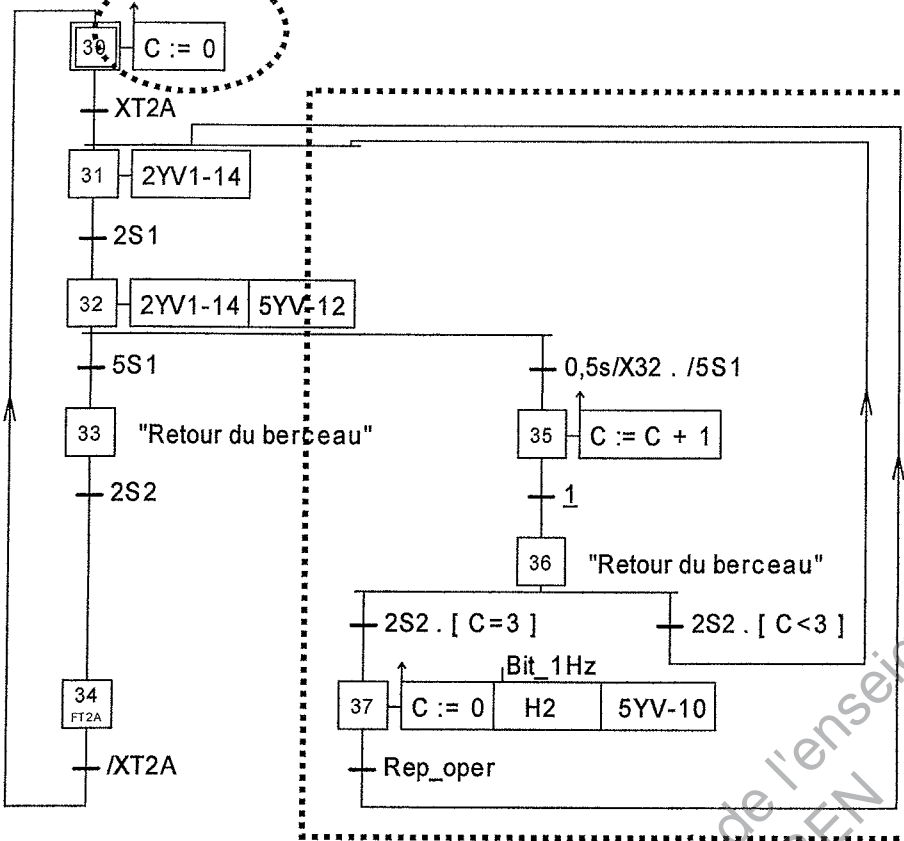 30 C := 0
XT2A
31 2YV1-14
2S1
32 2YV1-14 5YV-12
5S1
0,5s/X32 . /5S1
33 "Retour du berceau"
35 C := C + 1
2S2
1
36 "Retour du berceau"
2S2 . [ C=3 ]
2S2 . [ C<3 ]
Bit_1Hz
34
FT2A
37 C := 0 H2 5YV-10
/XT2A
Rep_oper